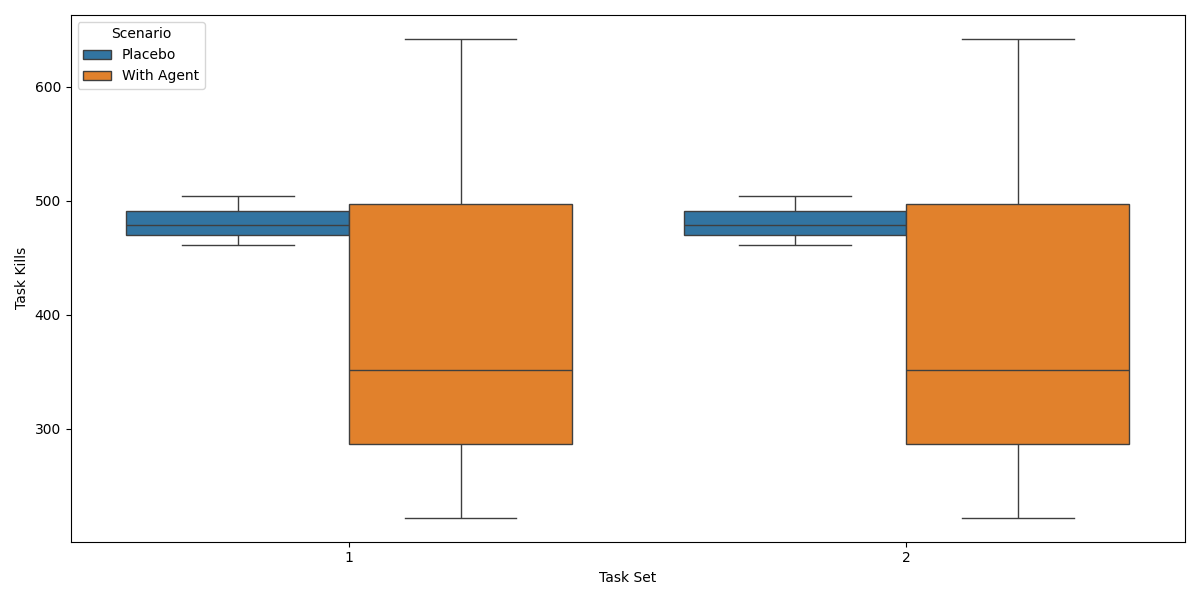 Scenario
Placebo
With Agent
600
500
400
300
Task Kills
1
2
Task Set